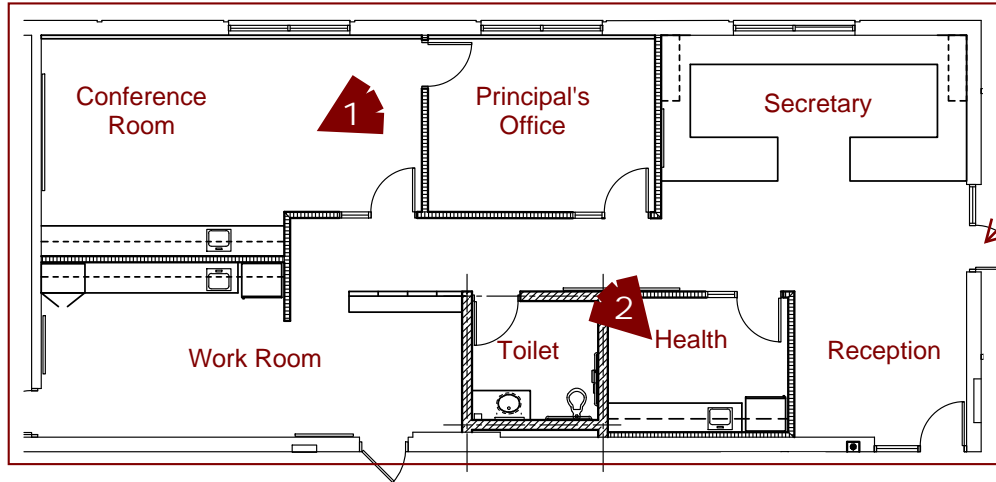 Conference
Room
1
Principal's
Office
Secretary
2
Work Room
Toilet
Health
Reception